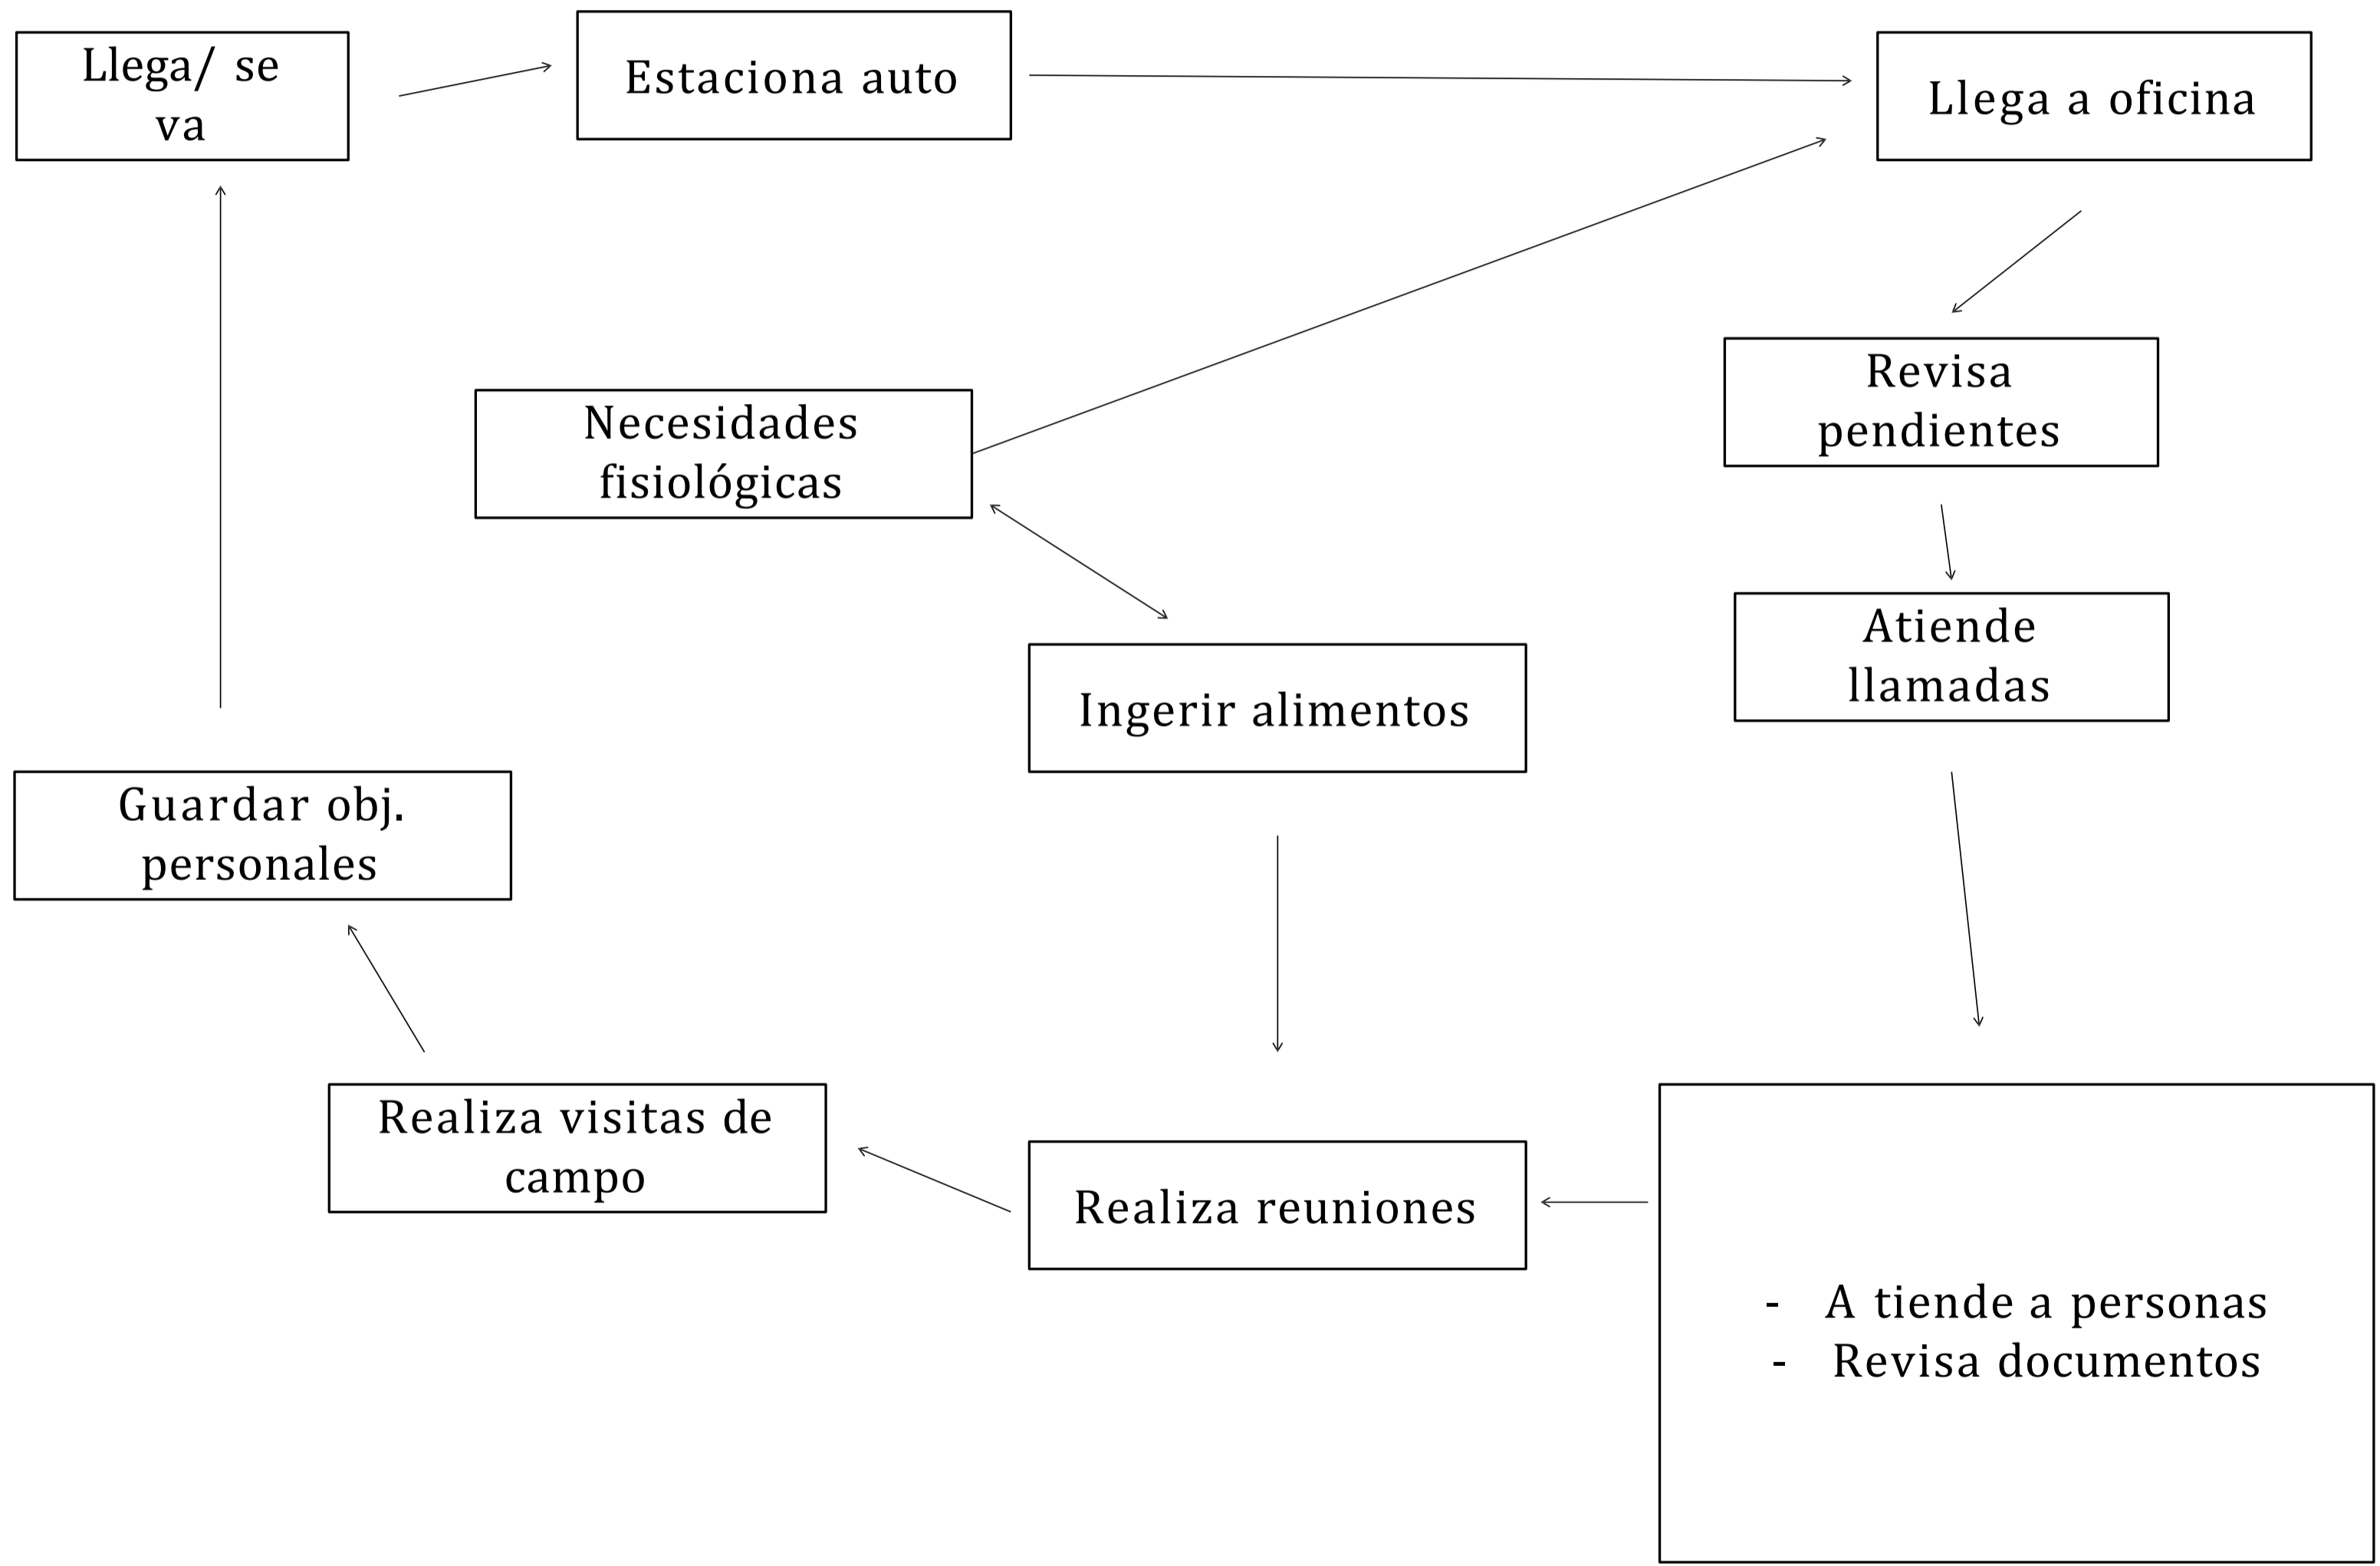 Llega/ se
va
Estaciona auto
Llega a oficina
Necesidades
fisiológicas
Revisa
pendientes
Atiende
llamadas
Ingerir alimentos
Guardar obj.
personales
Realiza visitas de
campo
Realiza reuniones
- A tiende a personas
- Revisa documentos